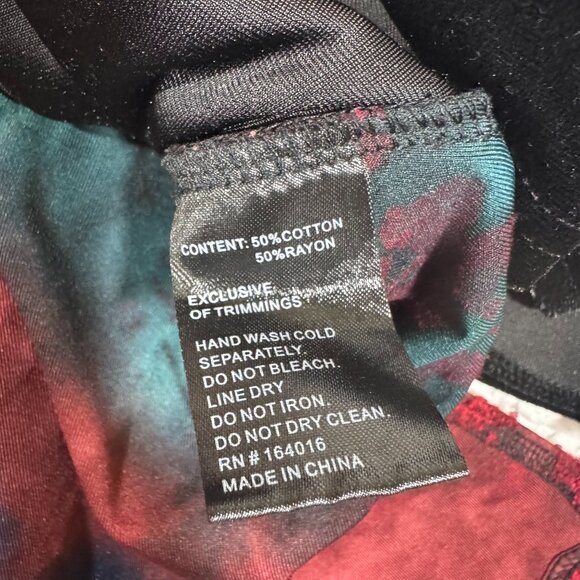 CONTENT: 50%COTTON
50%RAYON
EXCLUSIVE
OF TRIMMINGS
HAND WASH COLD
SEPARATELY.
DO NOT BLEACH.
LINE DRY
DO NOT IRON.
DO NOT DRY CLEAN.
RN # 164016
MADE IN CHINA